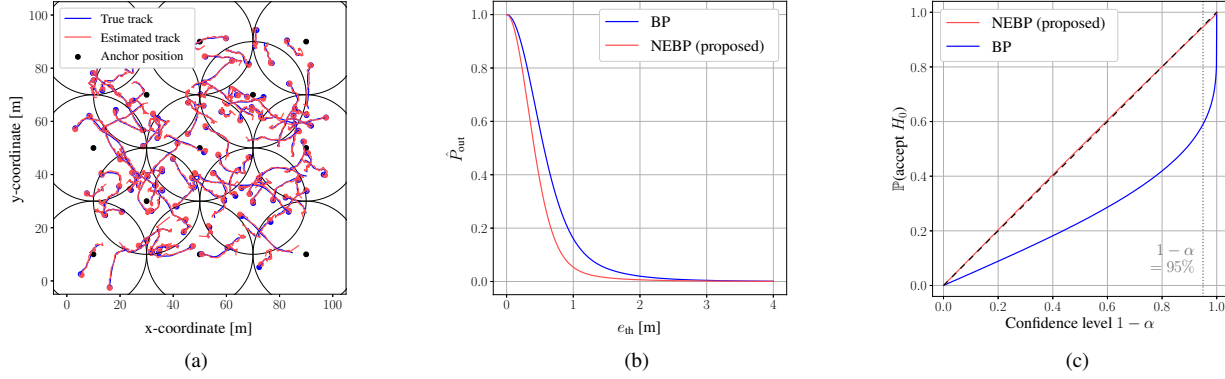 True track
Estimated track
Anchor position
100
80
60
40
20
0
y-coordinate [m]
0 20 40 60 80 100
x-coordinate [m]
(a)
BP
NEBP (proposed)
1.0
0.8
0.6
0.4
0.2
0.0
P̂out
0 1 2 3 4
eth [m]
(b)
NEBP (proposed)
BP
1.0
0.8
0.6
0.4
0.2
0.0
ℙ(accept H0)
1 − α
= 95%
0.0 0.2 0.4 0.6 0.8 1.0
Confidence level 1 − α
(c)